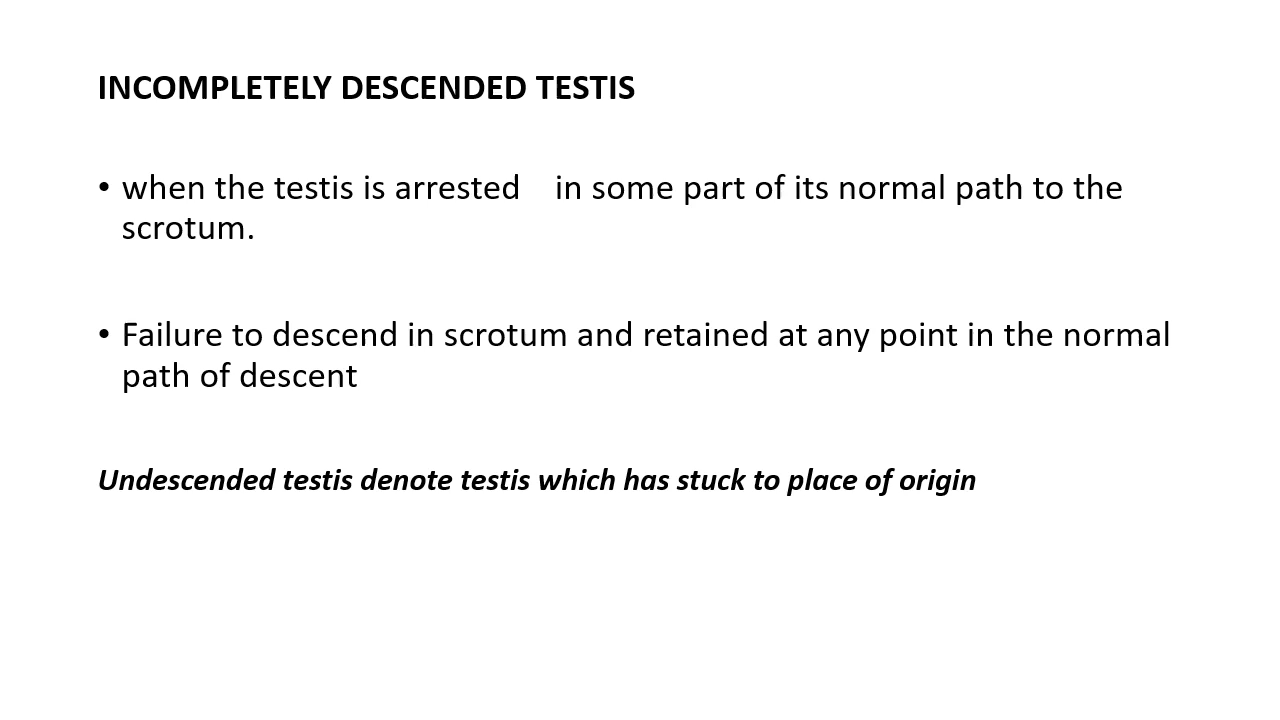 INCOMPLETELY DESCENDED TESTIS
• when the testis is arrested    in some part of its normal path to the
scrotum.
• Failure to descend in scrotum and retained at any point in the normal
path of descent
Undescended testis denote testis which has stuck to place of origin